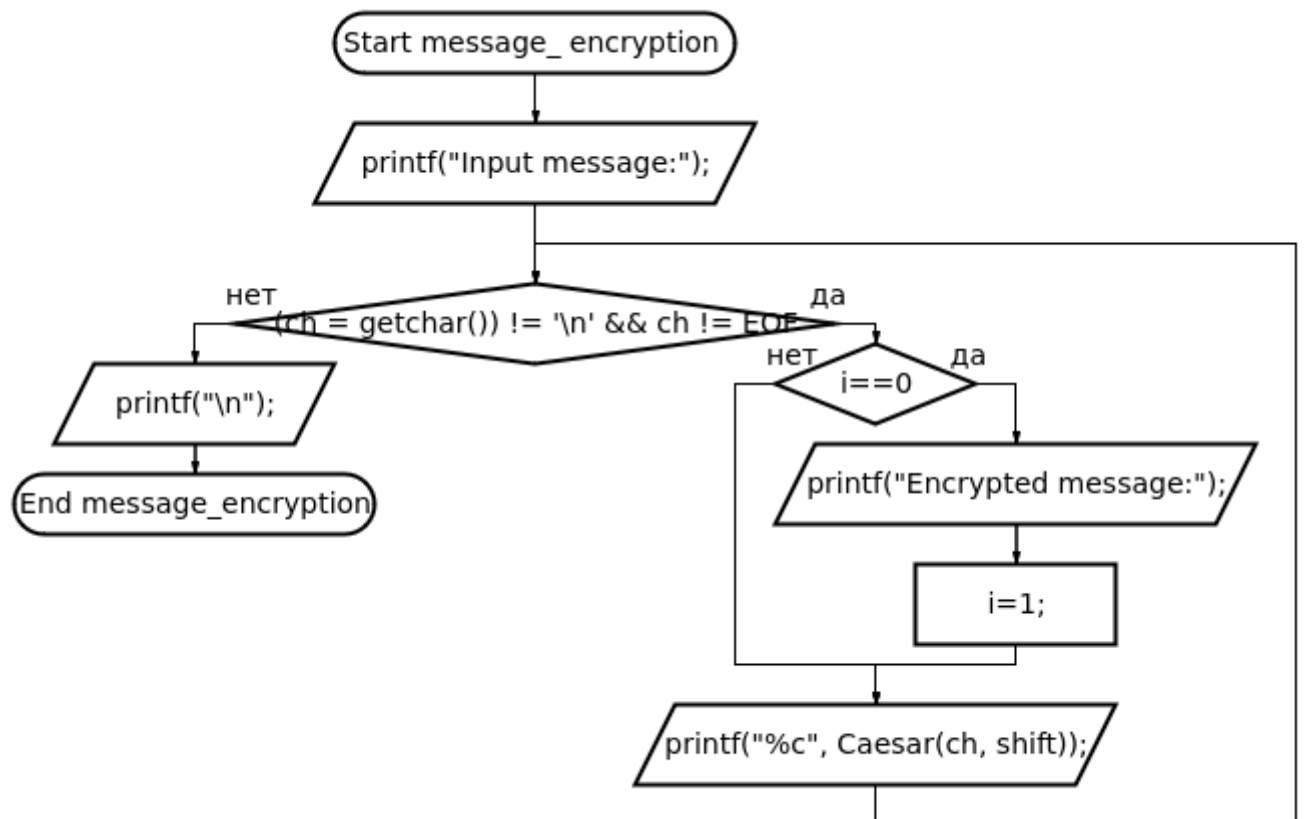 Start message_ encryption
printf("Input message:");
нет
да
(ch = getchar()) != '\n' && ch != EOF
нет
да
i==0
printf("\n");
printf("Encrypted message:");
End message_encryption
i=1;
printf("%c", Caesar(ch, shift));